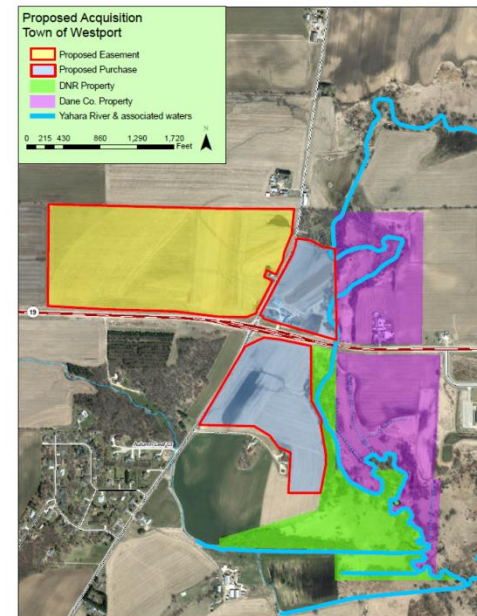 Proposed Acquisition
Town of Westport
Proposed Easement
Proposed Purchase
DNR Property
Dane Co. Property
Yahara River & associated waters
0 215 430 860 1,290 1,720
Feet
N
19